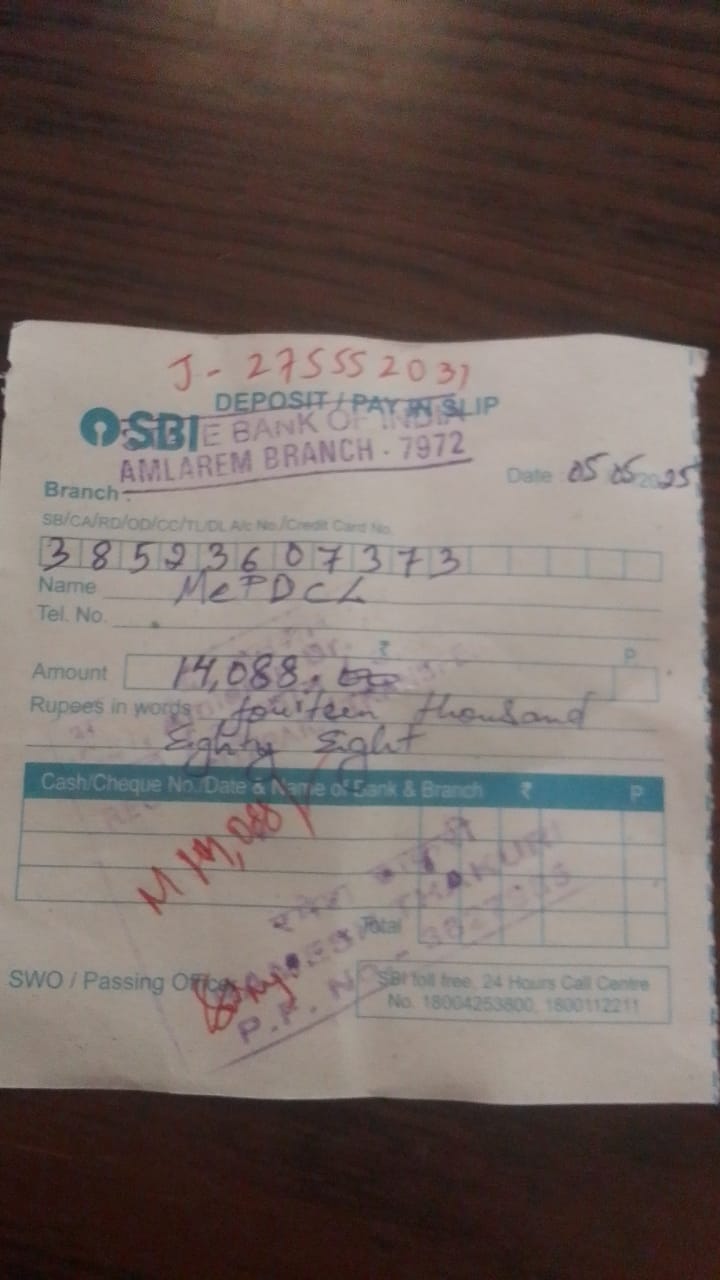 J - 275552031
DEPOSIT / PAY IN SLIP
SBI
E BANK OF INDIA
AMLAREM BRANCH - 7972
Branch
Date 05 05 2025
SB/CA/RD/OD/CC/TL/DL A/c No./Credit Card No.
38523607373
Name MePDCL
Tel. No.
₹ P
Amount 14,088.00
Rupees in words fourteen thousand
Eighty Eight
Cash/Cheque No./Date & Name of Bank & Branch ₹ P
M 14,088
Total
THAKUR
SWO / Passing Officer
P.F. No -
SBI toll free, 24 Hours Call Centre
No. 18004253800, 1800112211